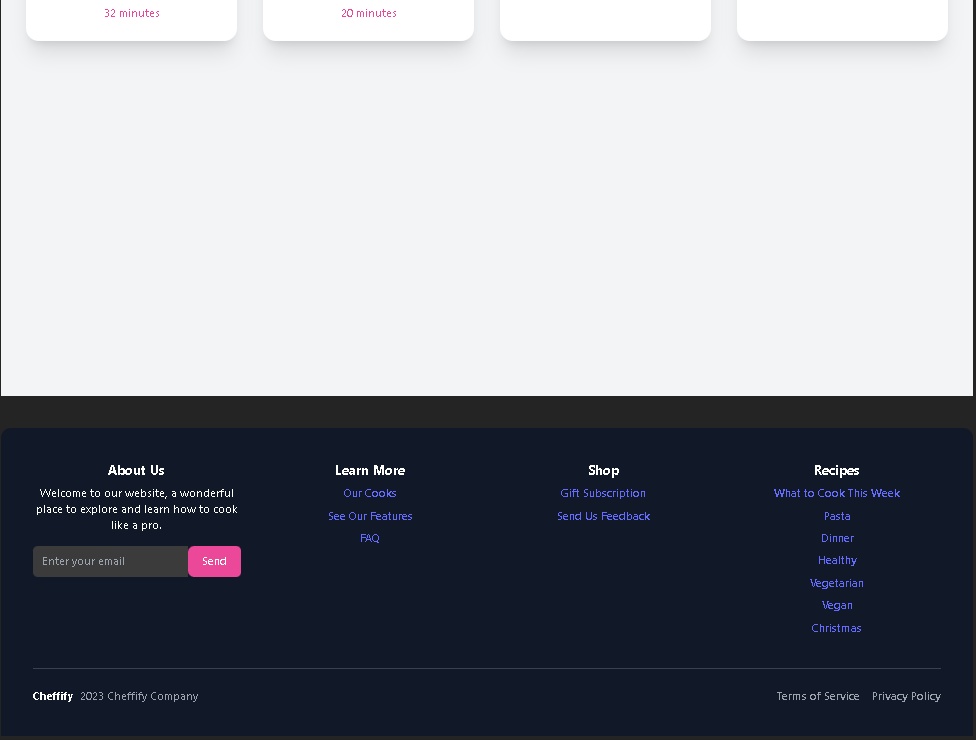 32 minutes
20 minutes
About Us
Welcome to our website, a wonderful
place to explore and learn how to cook
like a pro.
Enter your email
Send
Learn More
Our Cooks
See Our Features
FAQ
Shop
Gift Subscription
Send Us Feedback
Recipes
What to Cook This Week
Pasta
Dinner
Healthy
Vegetarian
Vegan
Christmas
Cheffify 2023 Cheffify Company
Terms of Service Privacy Policy